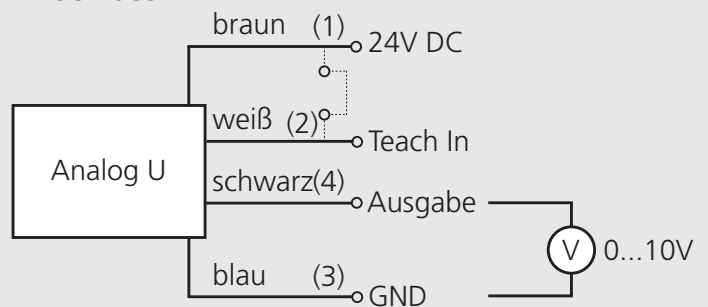 braun (1) 24V DC
weiß (2) Teach In
Analog U
schwarz(4) Ausgabe
V 0...10V
blau (3) GND